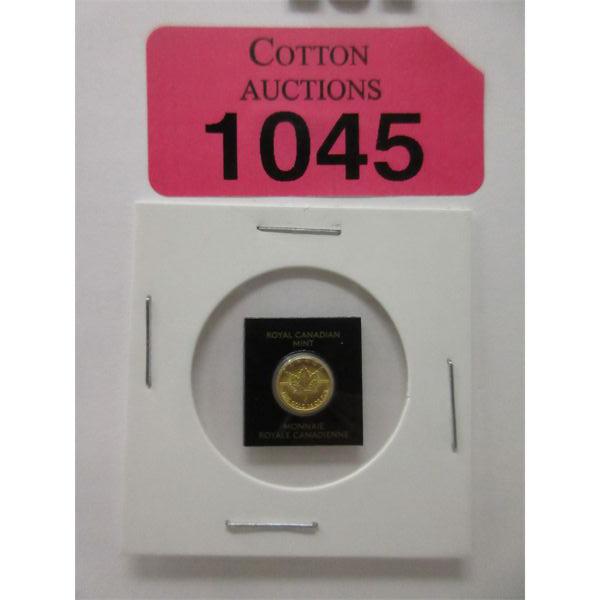 COTTON
AUCTIONS
1045
ROYAL CANADIAN
MINT
MONNAIE
ROYALE CANADIENNE